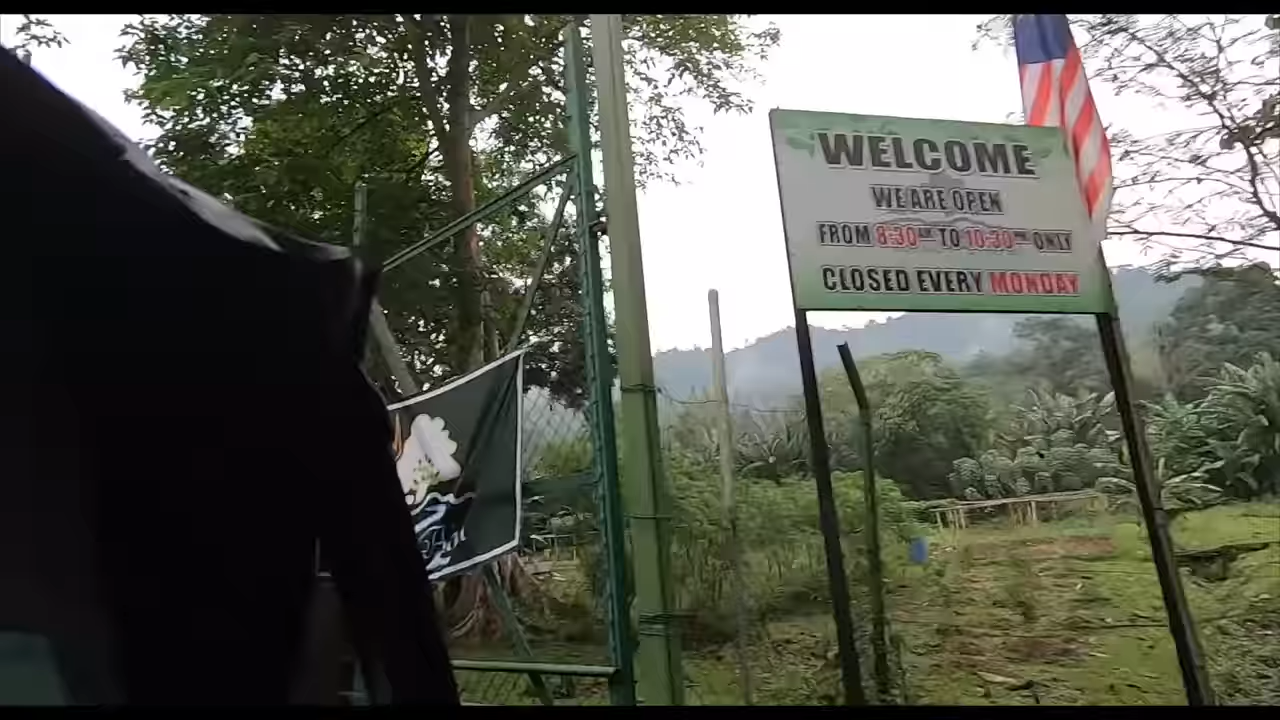 WELCOME
WE ARE OPEN
FROM 8:30AM TO 10:30PM ONLY
CLOSED EVERY MONDAY